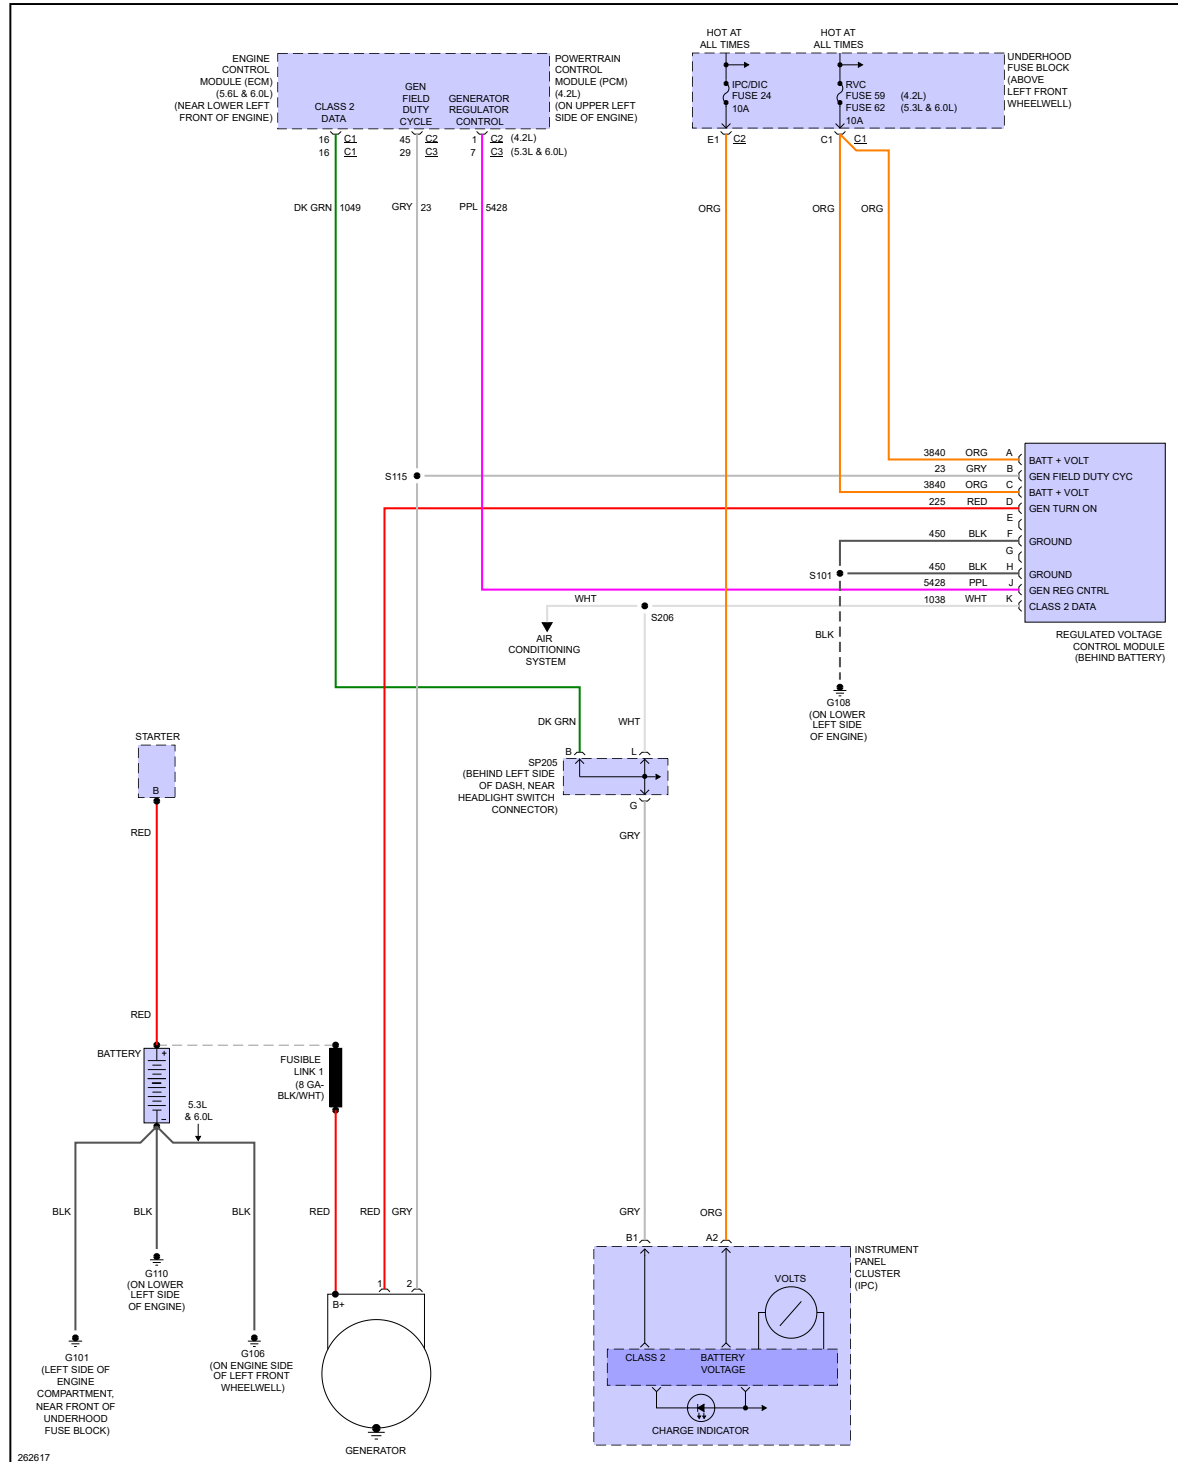 HOT AT
ALL TIMES
HOT AT
ALL TIMES
ENGINE
CONTROL
MODULE (ECM)
(5.6L & 6.0L)
(NEAR LOWER LEFT
FRONT OF ENGINE)
CLASS 2
DATA
GEN
FIELD
DUTY
CYCLE
GENERATOR
REGULATOR
CONTROL
POWERTRAIN
CONTROL
MODULE (PCM)
(4.2L)
(ON UPPER LEFT
SIDE OF ENGINE)
IPC/DIC
FUSE 24
10A
RVC
FUSE 59 (4.2L)
FUSE 62 (5.3L & 6.0L)
10A
UNDERHOOD
FUSE BLOCK
(ABOVE
LEFT FRONT
WHEELWELL)
16 C1 45 C2 1 C2 (4.2L)
16 C1 29 C3 7 C3 (5.3L & 6.0L)
E1 C2 C1 C1
DK GRN 1049 GRY 23 PPL 5428
ORG ORG ORG
3840 ORG A BATT + VOLT
S115
23 GRY B GEN FIELD DUTY CYC
3840 ORG C BATT + VOLT
225 RED D GEN TURN ON
E
450 BLK F GROUND
G
S101
450 BLK H GROUND
5428 PPL J GEN REG CNTRL
WHT
1038 WHT K CLASS 2 DATA
S206
REGULATED VOLTAGE
CONTROL MODULE
(BEHIND BATTERY)
AIR
CONDITIONING
SYSTEM
BLK
G108
(ON LOWER
LEFT SIDE
OF ENGINE)
DK GRN WHT
B L
SP205
(BEHIND LEFT SIDE
OF DASH, NEAR
HEADLIGHT SWITCH
CONNECTOR)
G
GRY
STARTER
B
RED
RED
BATTERY
+
–
5.3L
& 6.0L
FUSIBLE
LINK 1
(8 GA-
BLK/WHT)
BLK BLK BLK
RED RED GRY
GRY ORG
G110
(ON LOWER
LEFT SIDE
OF ENGINE)
G101
(LEFT SIDE OF
ENGINE
COMPARTMENT,
NEAR FRONT OF
UNDERHOOD
FUSE BLOCK)
G106
(ON ENGINE SIDE
OF LEFT FRONT
WHEELWELL)
1 2
B+
GENERATOR
B1 A2
INSTRUMENT
PANEL
CLUSTER
(IPC)
VOLTS
CLASS 2
BATTERY
VOLTAGE
CHARGE INDICATOR
262617